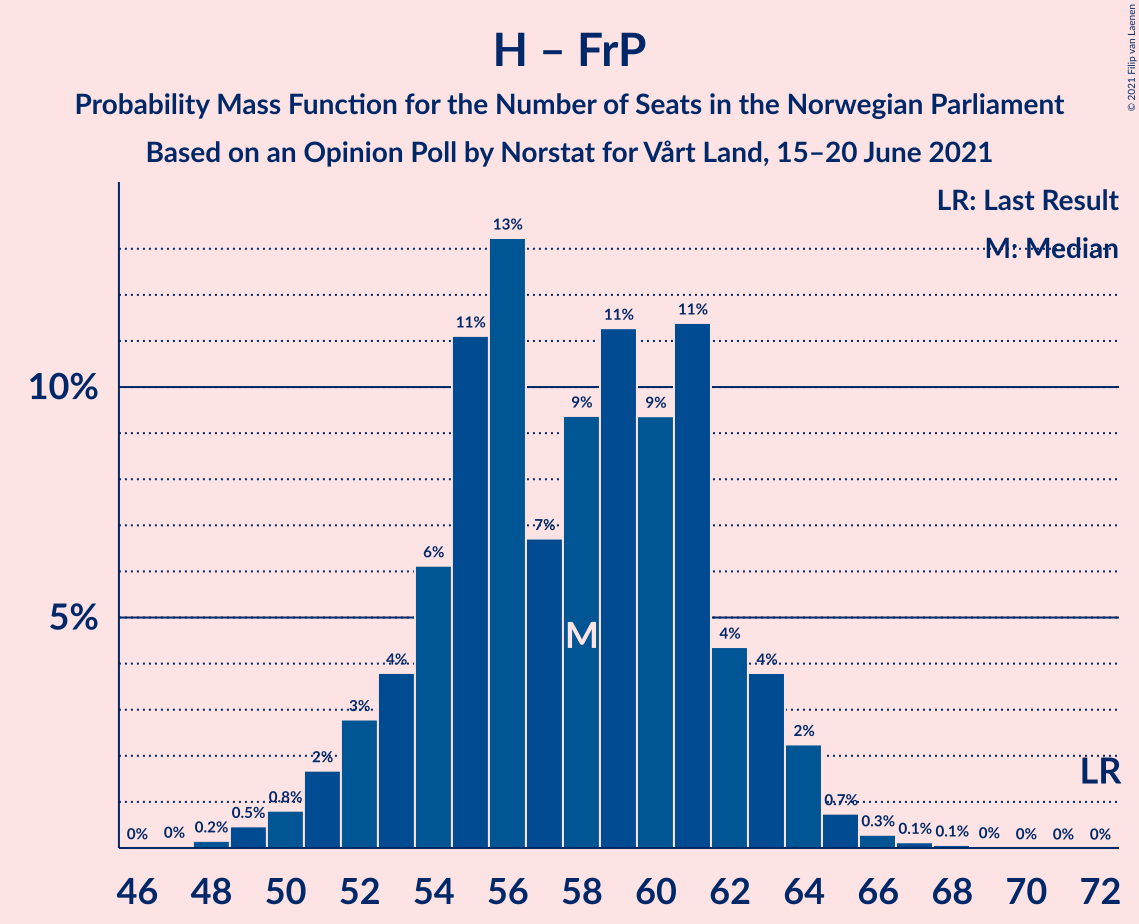 H – FrP
Probability Mass Function for the Number of Seats in the Norwegian Parliament
Based on an Opinion Poll by Norstat for Vårt Land, 15–20 June 2021
© 2021 Filip van Laenen
LR: Last Result
M: Median
10%
5%
0% 0% 0.2% 0.5% 0.8% 2% 3% 4% 6% 11% 13% 7% 9% 11% 9% 11% 4% 4% 2% 0.7% 0.3% 0.1% 0.1% 0% 0% 0% 0%
M
LR
46 48 50 52 54 56 58 60 62 64 66 68 70 72